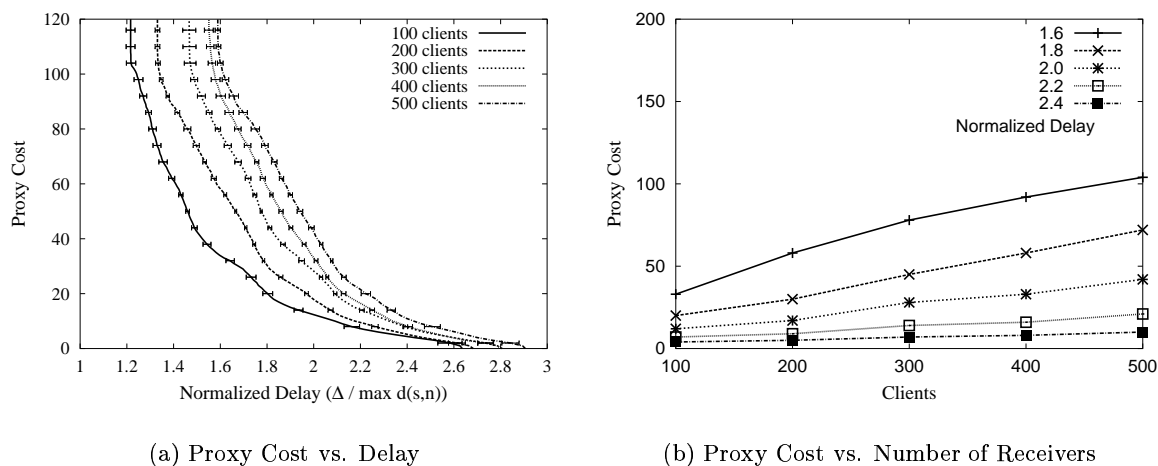 120
100
80
60
40
20
0
Proxy Cost
1 1.2 1.4 1.6 1.8 2 2.2 2.4 2.6 2.8 3
Normalized Delay (Δ / max d(s,n))
100 clients
200 clients
300 clients
400 clients
500 clients
(a) Proxy Cost vs. Delay
200
150
100
50
0
Proxy Cost
100 200 300 400 500
Clients
1.6
1.8
2.0
2.2
2.4
Normalized Delay
(b) Proxy Cost vs. Number of Receivers